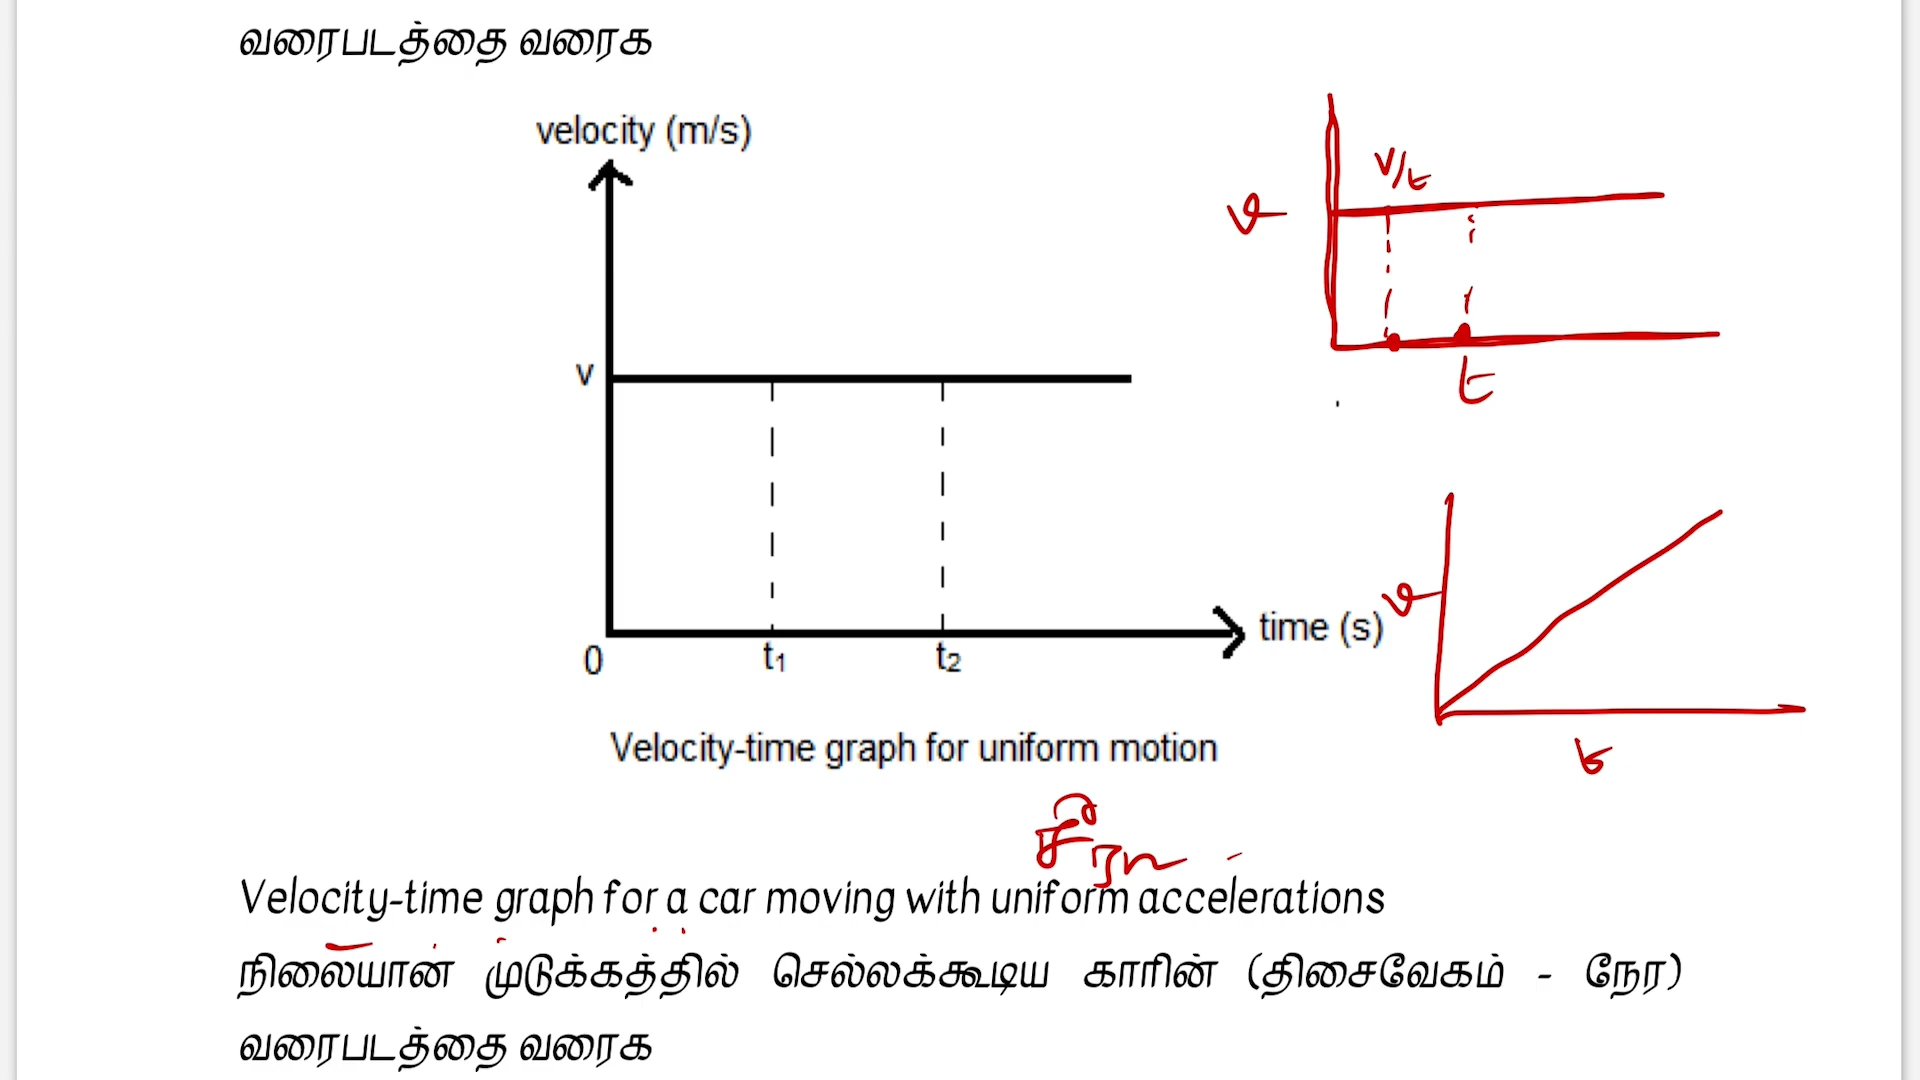 வரைபடத்தை வரைக
velocity (m/s)
v
0
t₁
t₂
time (s)
Velocity-time graph for uniform motion
v
v/t
t
v
t
சீரான
Velocity-time graph for a car moving with uniform accelerations
நிலையான முடுக்கத்தில் செல்லக்கூடிய காரின் (திசைவேகம் - நேர)
வரைபடத்தை வரைக